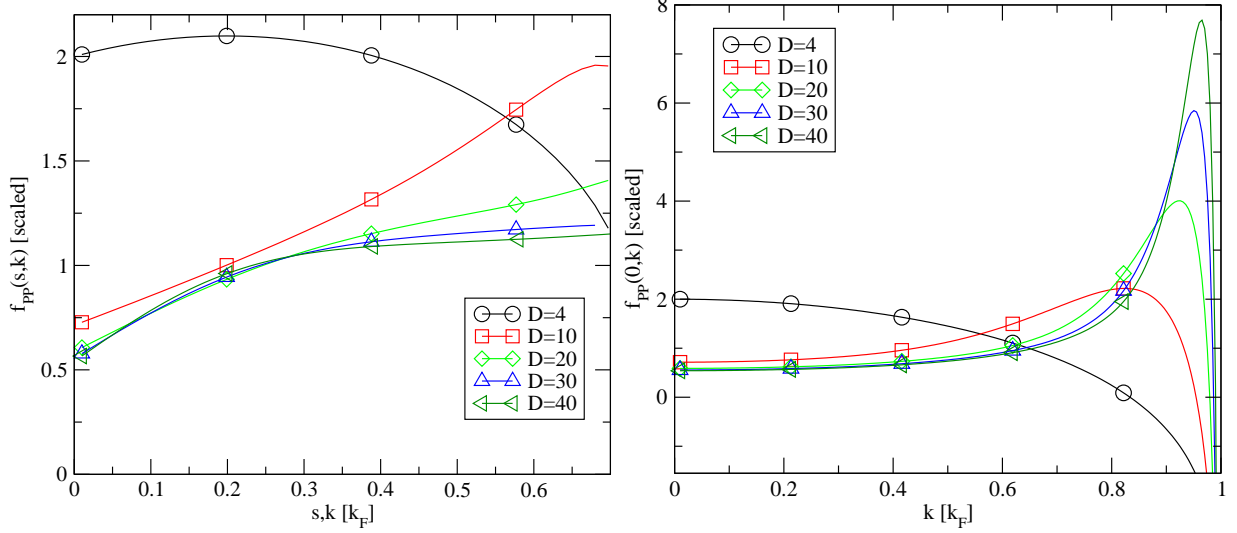 f_PP(s,k) [scaled]
2
1.5
1
0.5
0
0 0.1 0.2 0.3 0.4 0.5 0.6
s,k [k_F]
D=4
D=10
D=20
D=30
D=40
f_PP(0,k) [scaled]
8
6
4
2
0
0 0.2 0.4 0.6 0.8 1
k [k_F]
D=4
D=10
D=20
D=30
D=40